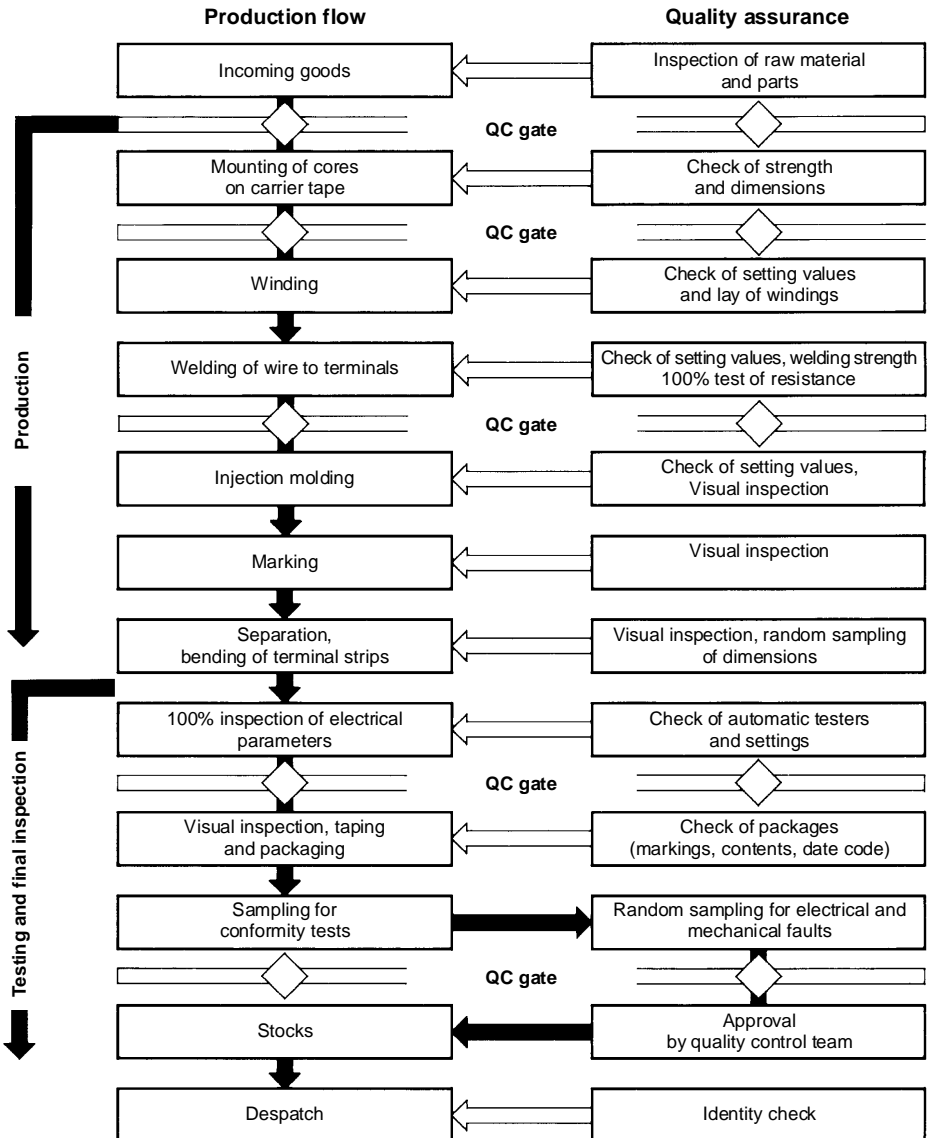 Production flow
Quality assurance
Incoming goods
Inspection of raw material
and parts
QC gate
Mounting of cores
on carrier tape
Check of strength
and dimensions
QC gate
Winding
Check of setting values
and lay of windings
Production
Welding of wire to terminals
Check of setting values, welding strength
100% test of resistance
QC gate
Injection molding
Check of setting values,
Visual inspection
Marking
Visual inspection
Separation,
bending of terminal strips
Visual inspection, random sampling
of dimensions
Testing and final inspection
100% inspection of electrical
parameters
Check of automatic testers
and settings
QC gate
Visual inspection, taping
and packaging
Check of packages
(markings, contents, date code)
Sampling for
conformity tests
Random sampling for electrical and
mechanical faults
QC gate
Stocks
Approval
by quality control team
Despatch
Identity check